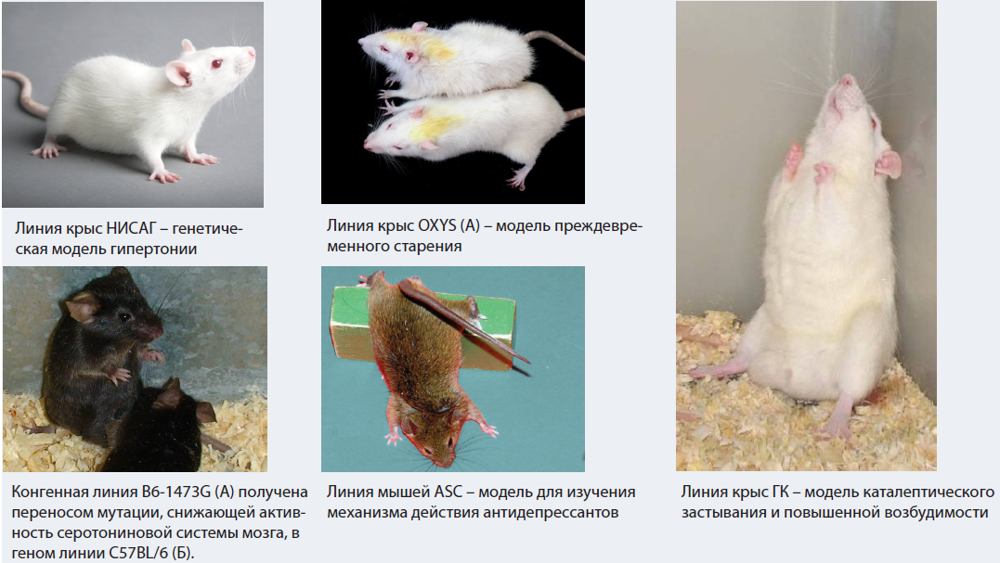 Линия крыс НИСАГ – генетиче-
ская модель гипертонии
Линия крыс OXYS (А) – модель преждевре-
менного старения
Конгенная линия B6-1473G (А) получена
переносом мутации, снижающей актив-
ность серотониновой системы мозга, в
геном линии C57BL/6 (Б).
Линия мышей ASC – модель для изучения
механизма действия антидепрессантов
Линия крыс ГК – модель каталептического
застывания и повышенной возбудимости